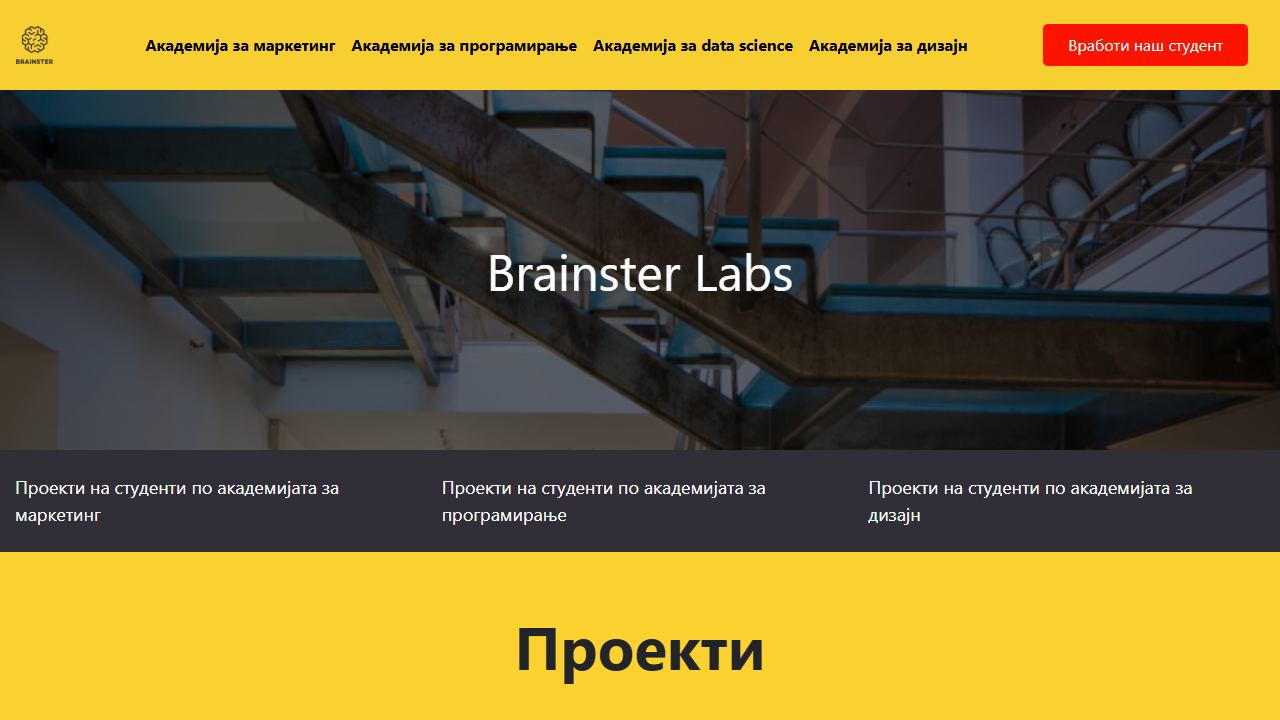 BRAINSTER
Академија за маркетинг
Академија за програмирање
Академија за data science
Академија за дизајн
Вработи наш студент
Brainster Labs
Проекти на студенти по академијата за
маркетинг
Проекти на студенти по академијата за
програмирање
Проекти на студенти по академијата за
дизајн
Проекти